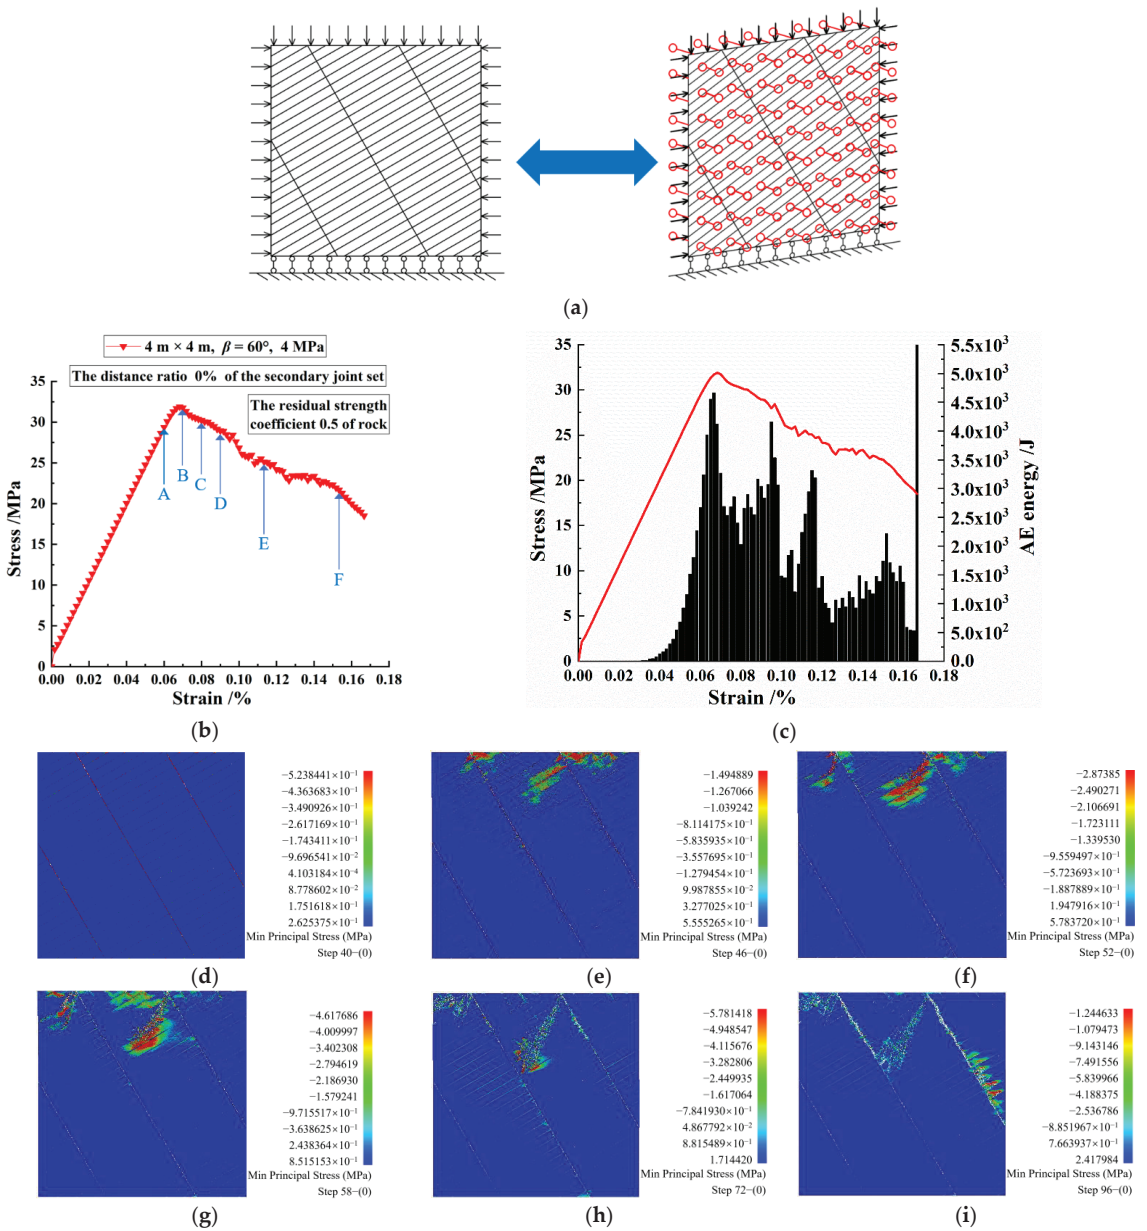 (a)
4 m × 4 m, β = 60°, 4 MPa
The distance ratio 0% of the secondary joint set
The residual strength
coefficient 0.5 of rock
35
30
25
20
15
10
5
0
Stress /MPa
A
B
C
D
E
F
0.00 0.02 0.04 0.06 0.08 0.10 0.12 0.14 0.16 0.18
Strain /%
(b)
35
30
25
20
15
10
5
0
Stress /MPa
5.5x10³
5.0x10³
4.5x10³
4.0x10³
3.5x10³
3.0x10³
2.5x10³
2.0x10³
1.5x10³
1.0x10³
5.0x10²
0.0
AE energy /J
0.00 0.02 0.04 0.06 0.08 0.10 0.12 0.14 0.16 0.18
Strain /%
(c)
−5.238441×10⁻¹
−4.363683×10⁻¹
−3.490926×10⁻¹
−2.617169×10⁻¹
−1.743411×10⁻¹
−9.696541×10⁻²
4.103184×10⁻⁴
8.778602×10⁻²
1.751618×10⁻¹
2.625375×10⁻¹
Min Principal Stress (MPa)
Step 40−(0)
(d)
−1.494889
−1.267066
−1.039242
−8.114175×10⁻¹
−5.835935×10⁻¹
−3.557695×10⁻¹
−1.279454×10⁻¹
9.987855×10⁻²
3.277025×10⁻¹
5.555265×10⁻¹
Min Principal Stress (MPa)
Step 46−(0)
(e)
−2.87385
−2.490271
−2.106691
−1.723111
−1.339530
−9.559497×10⁻¹
−5.723693×10⁻¹
−1.887889×10⁻¹
1.947916×10⁻¹
5.783720×10⁻¹
Min Principal Stress (MPa)
Step 52−(0)
(f)
−4.617686
−4.009997
−3.402308
−2.794619
−2.186930
−1.579241
−9.715517×10⁻¹
−3.638625×10⁻¹
2.438364×10⁻¹
8.515153×10⁻¹
Min Principal Stress (MPa)
Step 58−(0)
(g)
−5.781418
−4.948547
−4.115676
−3.282806
−2.449935
−1.617064
−7.841930×10⁻¹
4.867792×10⁻²
8.815489×10⁻¹
1.714420
Min Principal Stress (MPa)
Step 72−(0)
(h)
−1.244633
−1.079473
−9.143146
−7.491556
−5.839966
−4.188375
−2.536786
−8.851967×10⁻¹
7.663937×10⁻¹
2.417984
Min Principal Stress (MPa)
Step 96−(0)
(i)